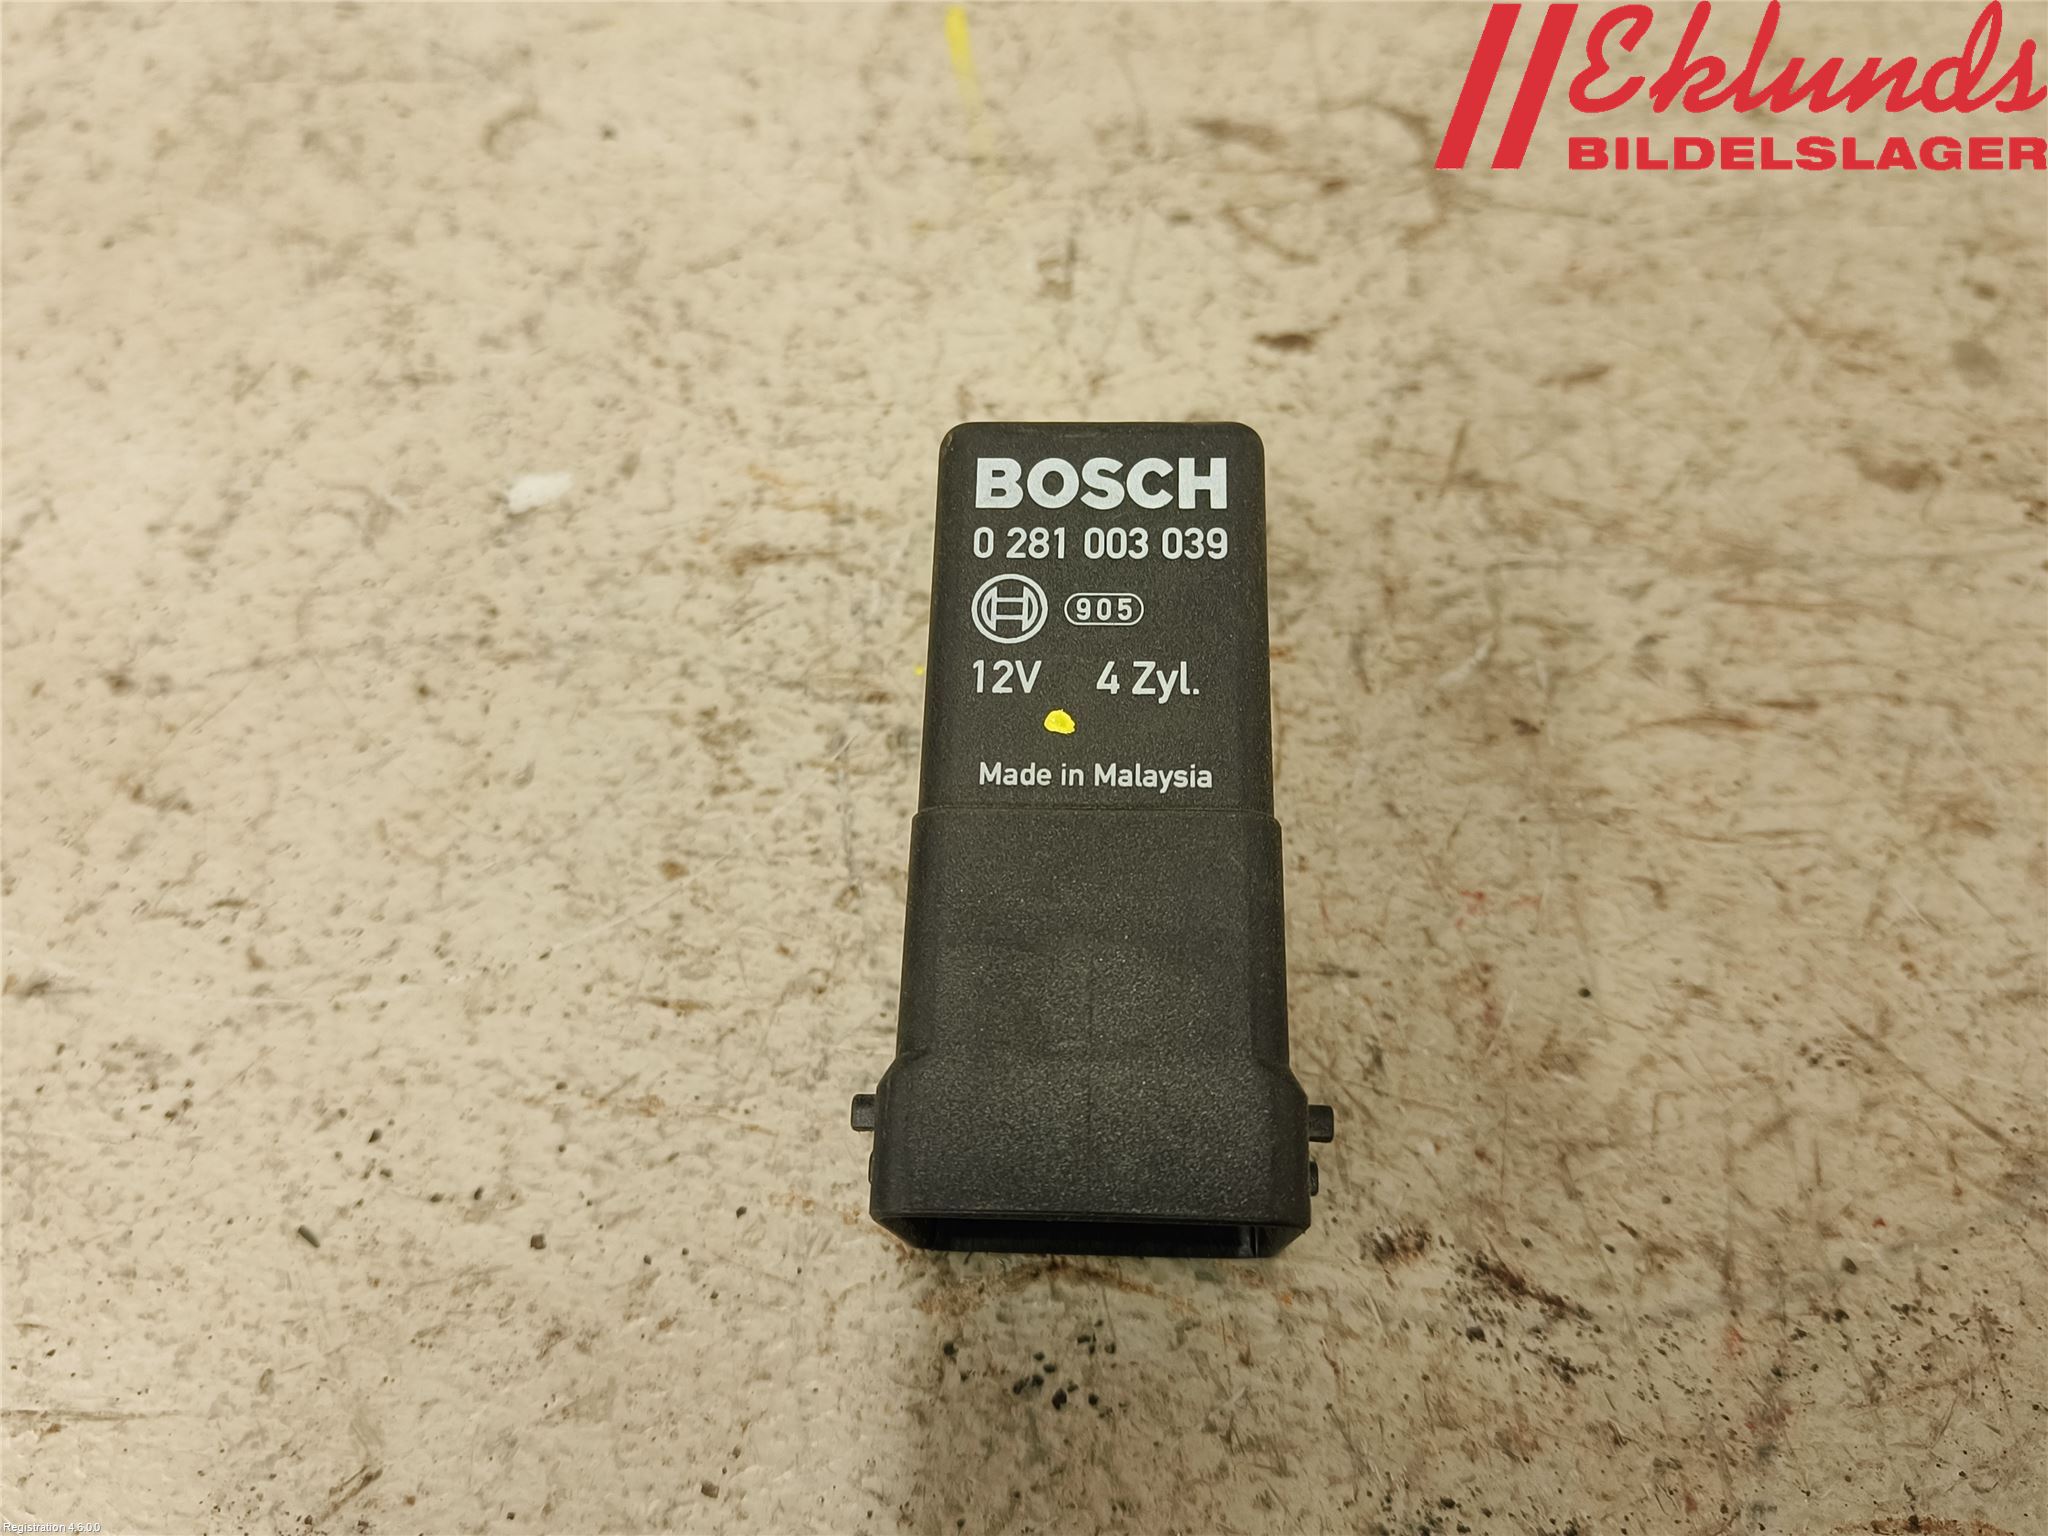 Eklunds
BILDELSLAGER
BOSCH
0 281 003 039
905
12V 4 Zyl.
Made in Malaysia
Registration 4.6.0.0